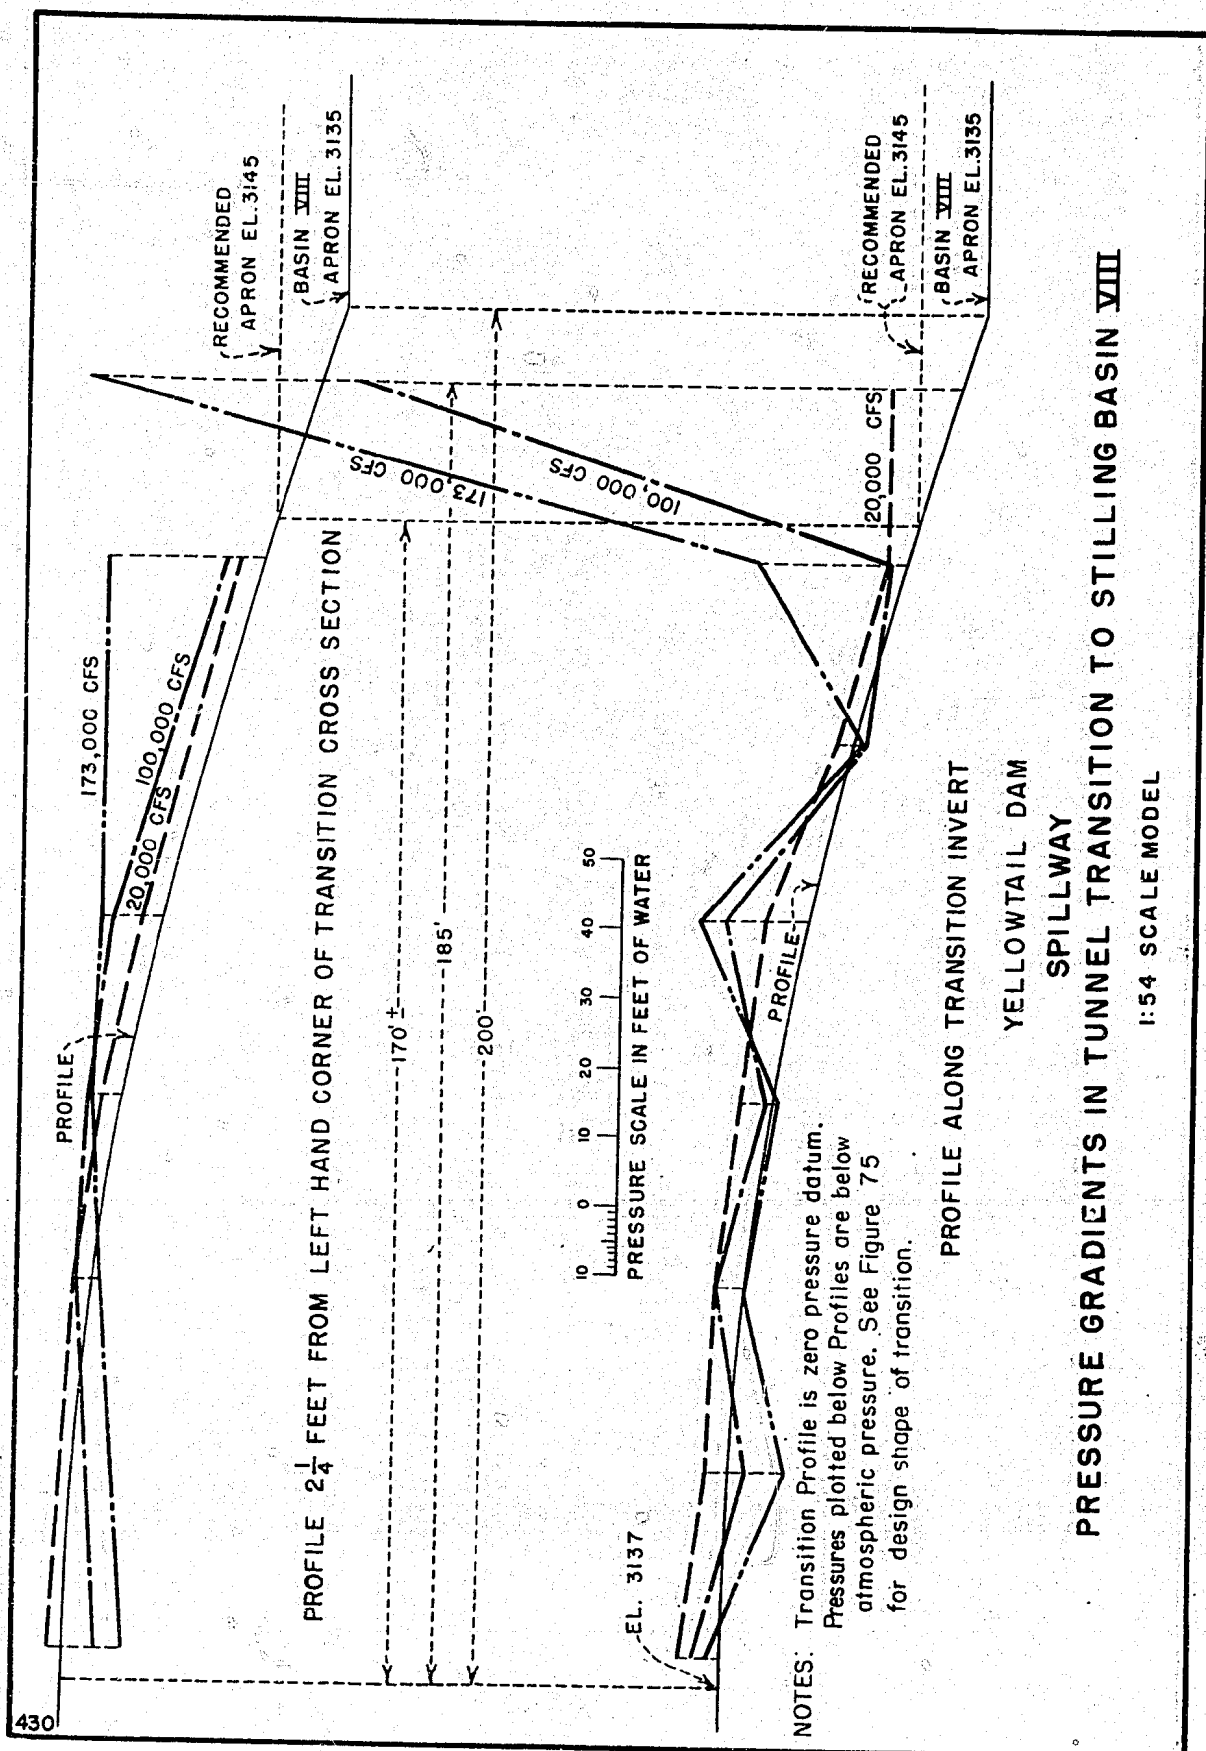 430
PROFILE
173,000 CFS
100,000 CFS
20,000 CFS
RECOMMENDED
APRON EL.3145
BASIN VIII
APRON EL.3135
PROFILE 2 1/4 FEET FROM LEFT HAND CORNER OF TRANSITION CROSS SECTION
170'±
185'
200'
173,000 CFS
100,000 CFS
20,000 CFS
RECOMMENDED
APRON EL.3145
BASIN VIII
APRON EL.3135
10 0 10 20 30 40 50
PRESSURE SCALE IN FEET OF WATER
EL. 3137
PROFILE
NOTES: Transition Profile is zero pressure datum.
Pressures plotted below Profiles are below
atmospheric pressure. See Figure 75
for design shape of transition.
PROFILE ALONG TRANSITION INVERT
YELLOWTAIL DAM
SPILLWAY
PRESSURE GRADIENTS IN TUNNEL TRANSITION TO STILLING BASIN VIII
1:54 SCALE MODEL